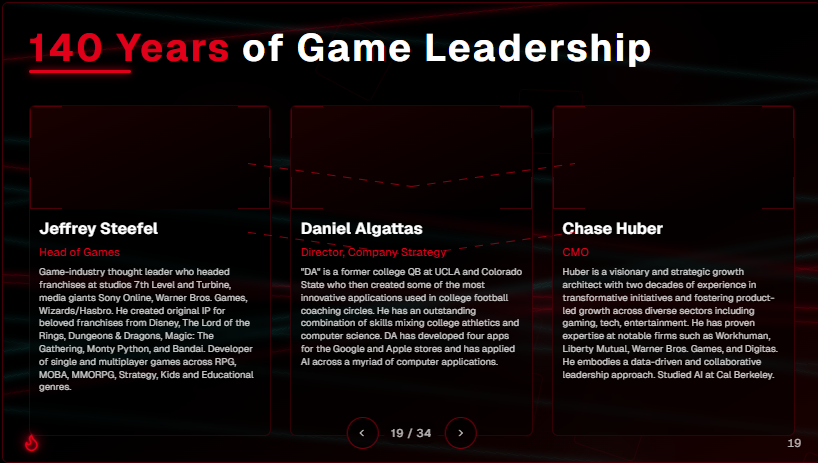 140 Years of Game Leadership
Jeffrey Steefel
Head of Games
Game-industry thought leader who headed
franchises at studios 7th Level and Turbine,
media giants Sony Online, Warner Bros. Games,
Wizards/Hasbro. He created original IP for
beloved franchises from Disney, The Lord of the
Rings, Dungeons & Dragons, Magic: The
Gathering, Monty Python, and Bandai. Developer
of single and multiplayer games across RPG,
MOBA, MMORPG, Strategy, Kids and Educational
genres.
Daniel Algattas
Director, Company Strategy
"DA" is a former college QB at UCLA and Colorado
State who then created some of the most
innovative applications used in college football
coaching circles. He has an outstanding
combination of skills mixing college athletics and
computer science. DA has developed four apps
for the Google and Apple stores and has applied
AI across a myriad of computer applications.
Chase Huber
CMO
Huber is a visionary and strategic growth
architect with two decades of experience in
transformative initiatives and fostering product-
led growth across diverse sectors including
gaming, tech, entertainment. He has proven
expertise at notable firms such as Workhuman,
Liberty Mutual, Warner Bros. Games, and Digitas.
He embodies a data-driven and collaborative
leadership approach. Studied AI at Cal Berkeley.
19 / 34
19